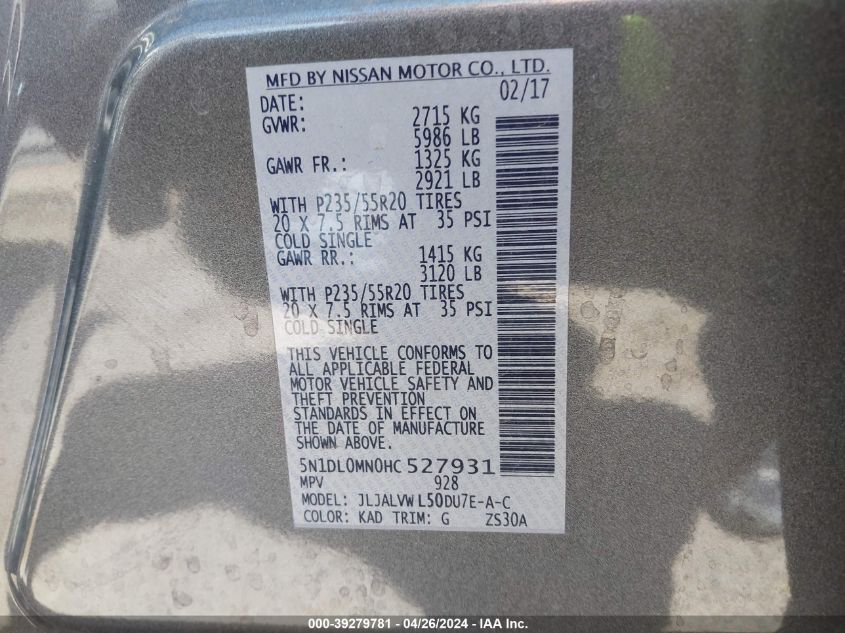 MFD BY NISSAN MOTOR CO., LTD.
DATE: 02/17
GVWR: 2715 KG
5986 LB
GAWR FR.: 1325 KG
2921 LB
WITH P235/55R20 TIRES
20 X 7.5 RIMS AT 35 PSI
COLD SINGLE
GAWR RR.: 1415 KG
3120 LB
WITH P235/55R20 TIRES
20 X 7.5 RIMS AT 35 PSI
COLD SINGLE
THIS VEHICLE CONFORMS TO
ALL APPLICABLE FEDERAL
MOTOR VEHICLE SAFETY AND
THEFT PREVENTION
STANDARDS IN EFFECT ON
THE DATE OF MANUFACTURE
SHOWN ABOVE.
5N1DL0MN0HC 527931
MPV 928
MODEL: JLJALVW L50DU7E-A-C
COLOR: KAD TRIM: G ZS30A
000-39279781 - 04/26/2024 - IAA Inc.